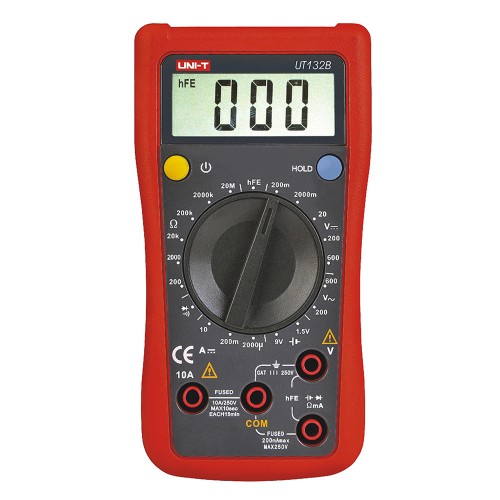 UNI-T UT132B
hFE 000
HOLD
20M hFE 200m
2000k 2000m
200k 20
Ω V⎓
20k 200
2000 600
200 600
V~
200
10 1.5V
200m 2000μ 9V
A⎓ V
CE
10A CAT III 250V
FUSED hFE
10A/250V ΩmA
MAX10sec
EACH15min
COM
FUSED
200mAmax
MAX250V